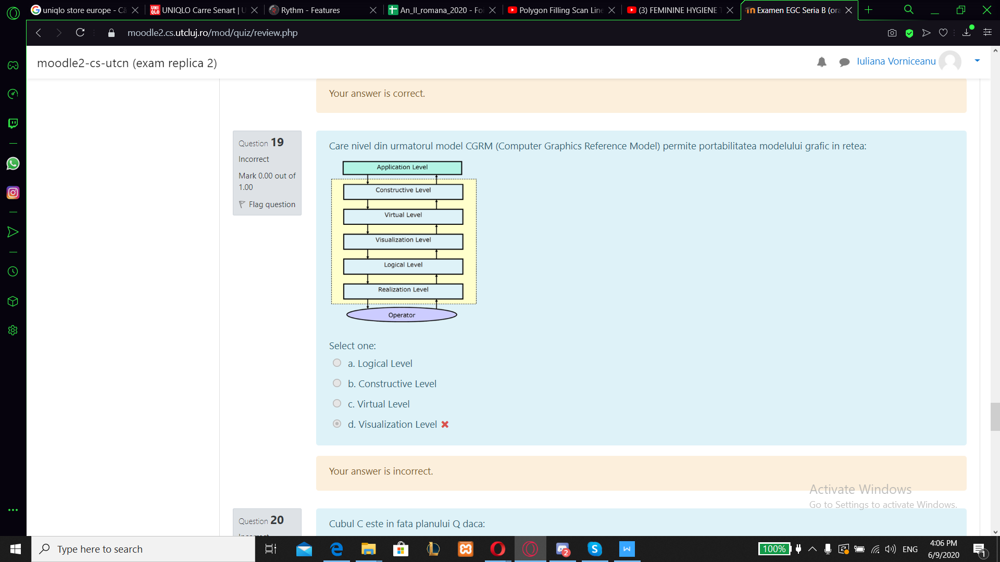 uniqlo store europe - Că
UNI QLO
UNIQLO Carre Senart | U
Rythm - Features
An_II_romana_2020 - Foi
Polygon Filling Scan Line
(3) FEMININE HYGIENE T
Examen EGC Seria B (ora
moodle2.cs.utcluj.ro/mod/quiz/review.php
moodle2-cs-utcn (exam replica 2)
Iuliana Vorniceanu
Your answer is correct.
Question 19
Incorrect
Mark 0.00 out of
1.00
Flag question
Care nivel din urmatorul model CGRM (Computer Graphics Reference Model) permite portabilitatea modelului grafic in retea:
Application Level
Constructive Level
Virtual Level
Visualization Level
Logical Level
Realization Level
Operator
Select one:
a. Logical Level
b. Constructive Level
c. Virtual Level
d. Visualization Level
Your answer is incorrect.
Activate Windows
Go to Settings to activate Windows.
Question 20
Incorrect
Cubul C este in fata planului Q daca:
Type here to search
2
100%
ENG
4:06 PM
6/9/2020
1